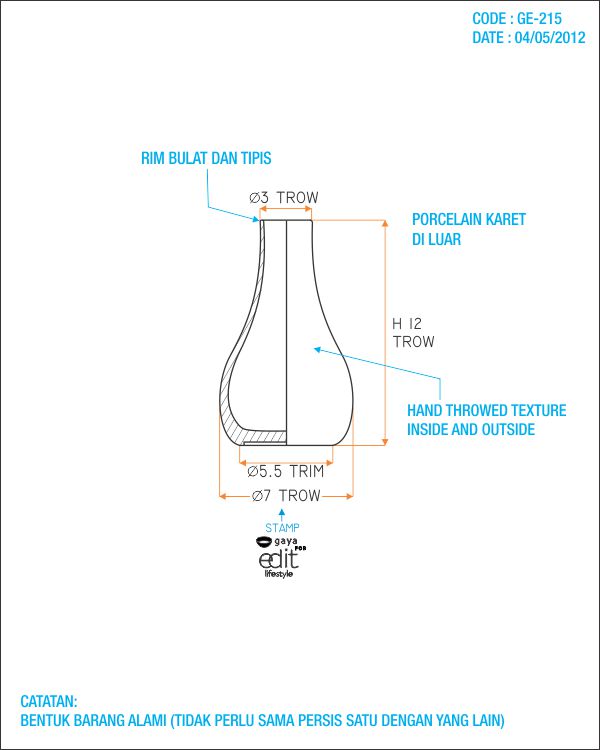 CODE : GE-215
DATE : 04/05/2012
RIM BULAT DAN TIPIS
Ø3 TROW
PORCELAIN KARET
DI LUAR
H 12
TROW
HAND THROWED TEXTURE
INSIDE AND OUTSIDE
Ø5.5 TRIM
Ø7 TROW
STAMP
gaya
FOR
edit
lifestyle
CATATAN:
BENTUK BARANG ALAMI (TIDAK PERLU SAMA PERSIS SATU DENGAN YANG LAIN)